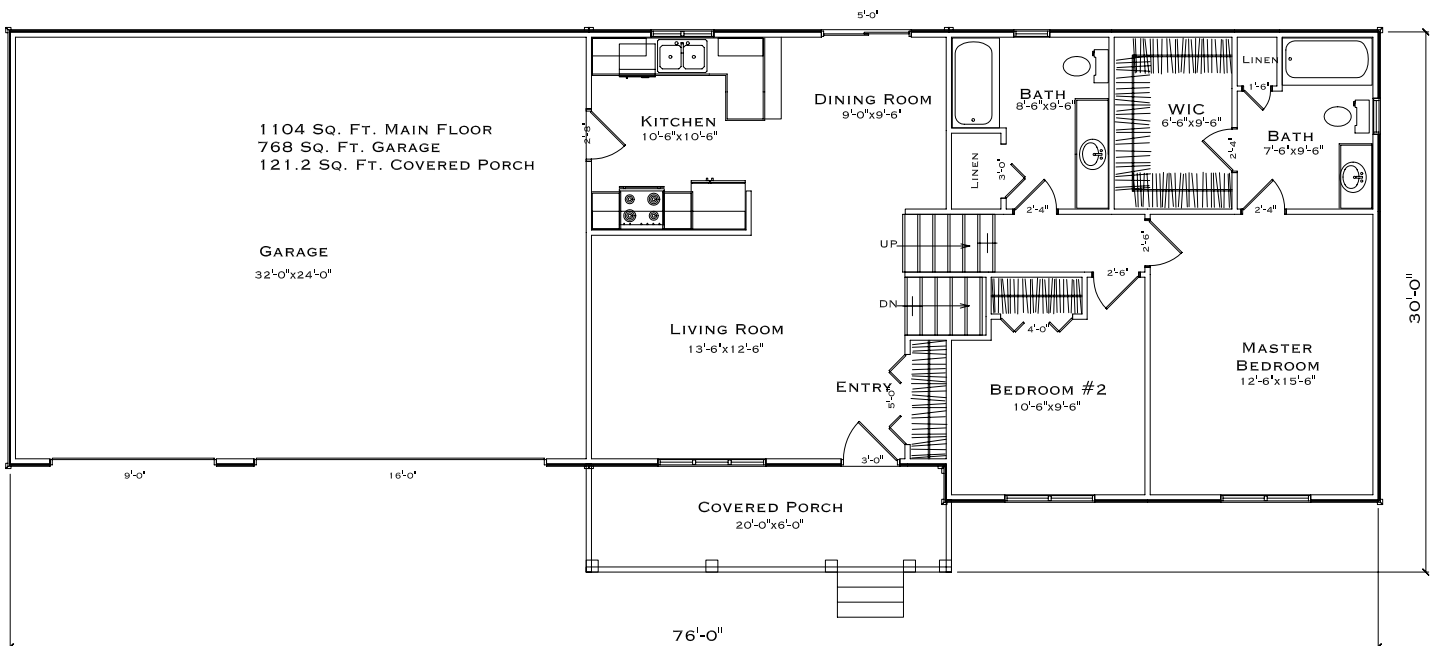 5'-0"
1104 Sq. Ft. Main Floor
768 Sq. Ft. Garage
121.2 Sq. Ft. Covered Porch
Garage
32'-0"x24'-0"
2'-8"
Kitchen
10'-6"x10'-6"
Dining Room
9'-0"x9'-6"
Bath
8'-6"x9'-6"
Linen
3'-0"
2'-4"
WIC
6'-6"x9'-6"
2'-4"
Linen
1'-6"
Bath
7'-6"x9'-6"
2'-4"
UP
DN
2'-6"
2'-6"
4'-0"
Living Room
13'-6"x12'-6"
Entry
5'-0"
3'-0"
Bedroom #2
10'-6"x9'-6"
Master
Bedroom
12'-6"x15'-6"
30'-0"
9'-0"
16'-0"
Covered Porch
20'-0"x6'-0"
76'-0"